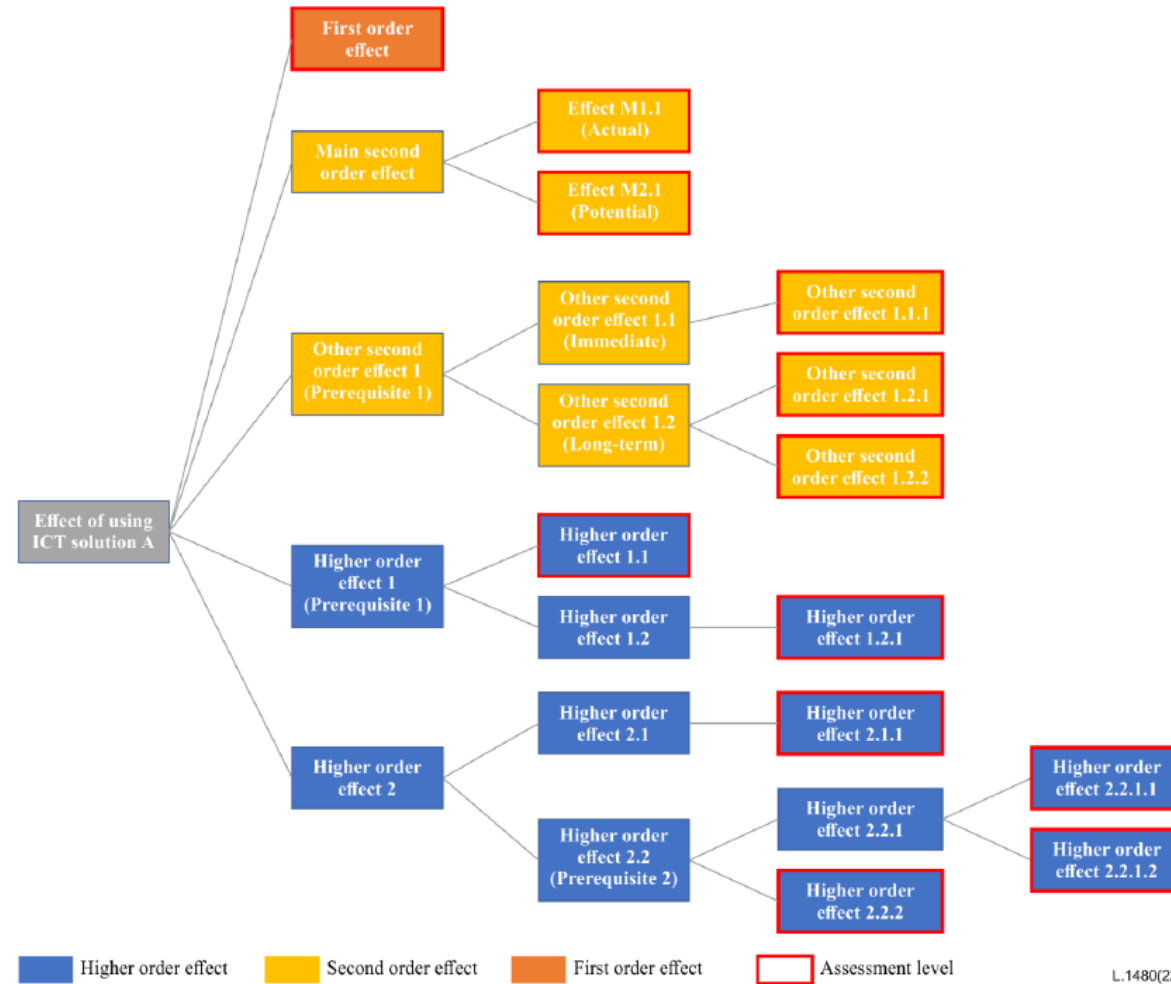 First order
effect
Main second
order effect
Effect M1.1
(Actual)
Effect M2.1
(Potential)
Other second
order effect 1
(Prerequisite 1)
Other second
order effect 1.1
(Immediate)
Other second
order effect 1.1.1
Other second
order effect 1.2
(Long-term)
Other second
order effect 1.2.1
Other second
order effect 1.2.2
Effect of using
ICT solution A
Higher order
effect 1
(Prerequisite 1)
Higher order
effect 1.1
Higher order
effect 1.2
Higher order
effect 1.2.1
Higher order
effect 2
Higher order
effect 2.1
Higher order
effect 2.1.1
Higher order
effect 2.2
(Prerequisite 2)
Higher order
effect 2.2.1
Higher order
effect 2.2.1.1
Higher order
effect 2.2.1.2
Higher order
effect 2.2.2
Higher order effect
Second order effect
First order effect
Assessment level
L.1480(22